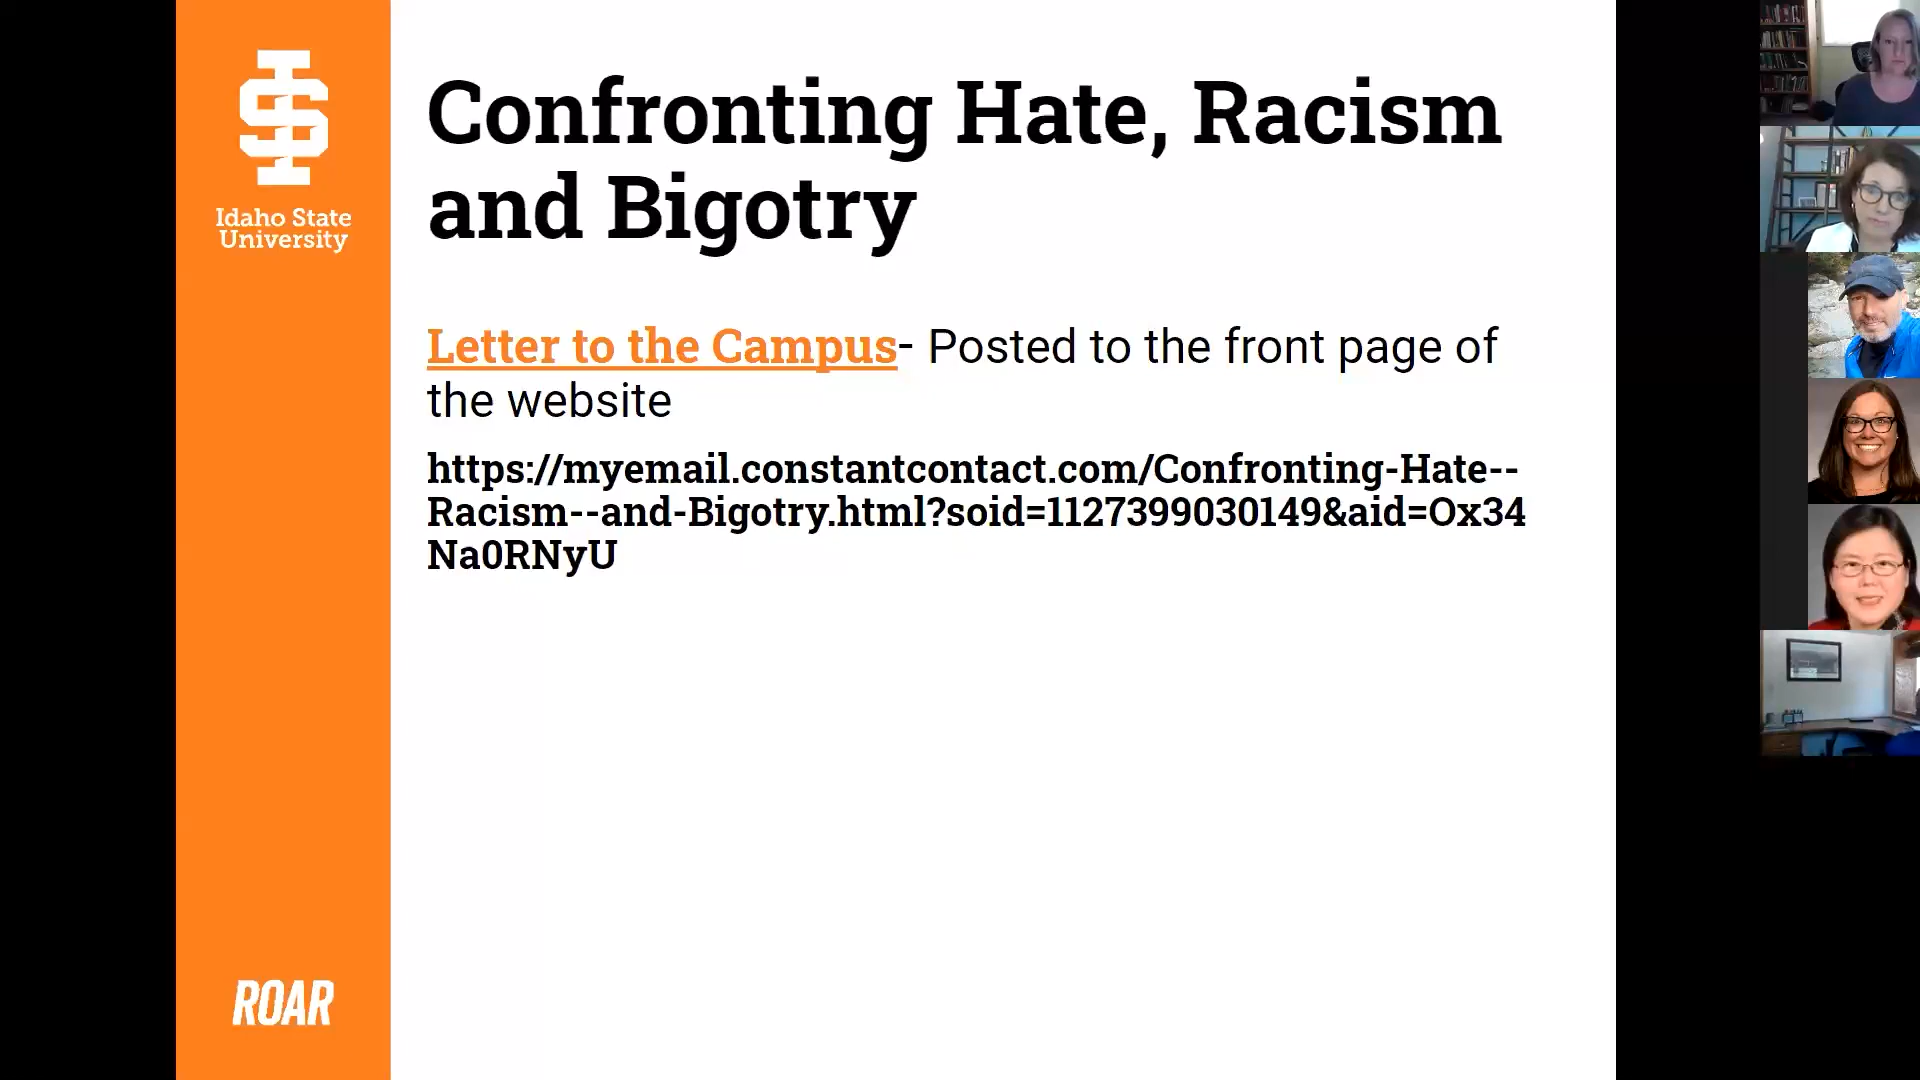 Idaho State
University
Confronting Hate, Racism
and Bigotry
Letter to the Campus- Posted to the front page of
the website
https://myemail.constantcontact.com/Confronting-Hate--
Racism--and-Bigotry.html?soid=1127399030149&aid=Ox34
Na0RNyU
ROAR